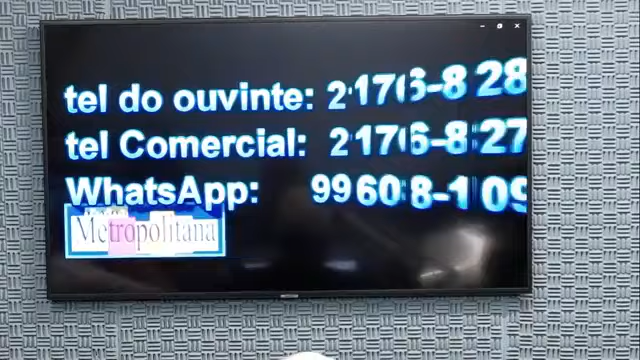 tel do ouvinte: 2176-828
tel Comercial: 2176-827
WhatsApp: 99608-109
Metropolitana